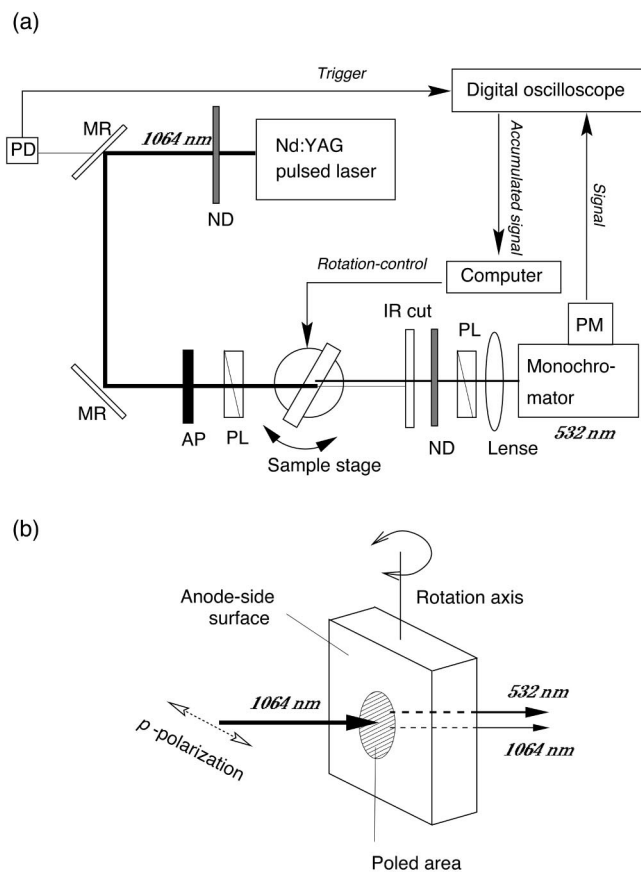 (a)
Trigger
Digital oscilloscope
MR
1064 nm
PD
Nd:YAG
pulsed laser
ND
Accumulated signal
Signal
Rotation-control
Computer
IR cut
PL
PM
Monochro-
mator
MR
AP
PL
Sample stage
ND
Lense
532 nm
(b)
Anode-side
surface
Rotation axis
1064 nm
532 nm
1064 nm
p-polarization
Poled area